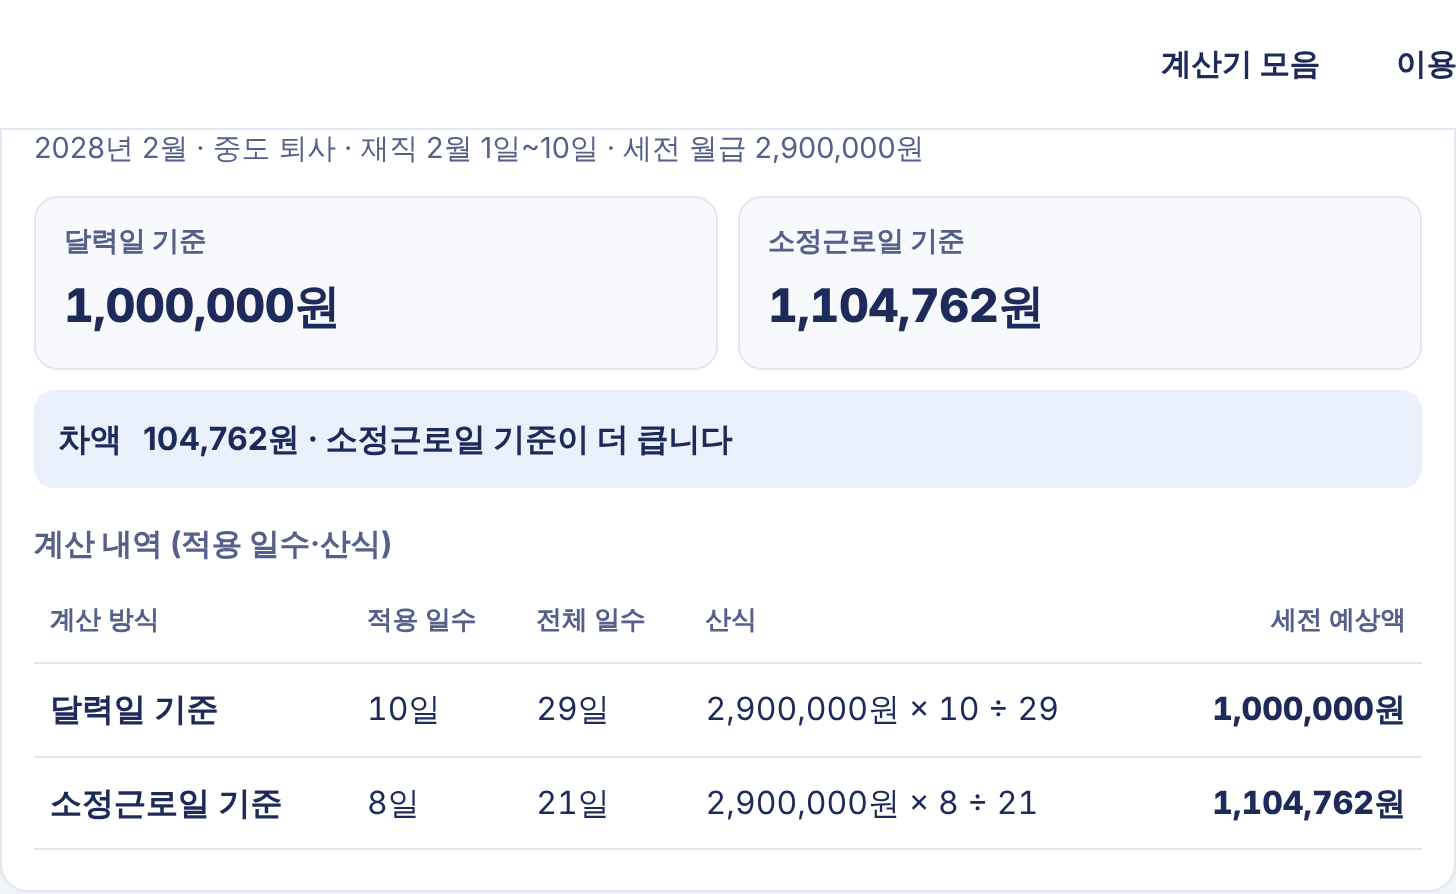 계산기 모음 이용
2028년 2월 · 중도 퇴사 · 재직 2월 1일~10일 · 세전 월급 2,900,000원
달력일 기준
1,000,000원
소정근로일 기준
1,104,762원
차액 104,762원 · 소정근로일 기준이 더 큽니다
계산 내역 (적용 일수·산식)
계산 방식 적용 일수 전체 일수 산식 세전 예상액
달력일 기준 10일 29일 2,900,000원 × 10 ÷ 29 1,000,000원
소정근로일 기준 8일 21일 2,900,000원 × 8 ÷ 21 1,104,762원